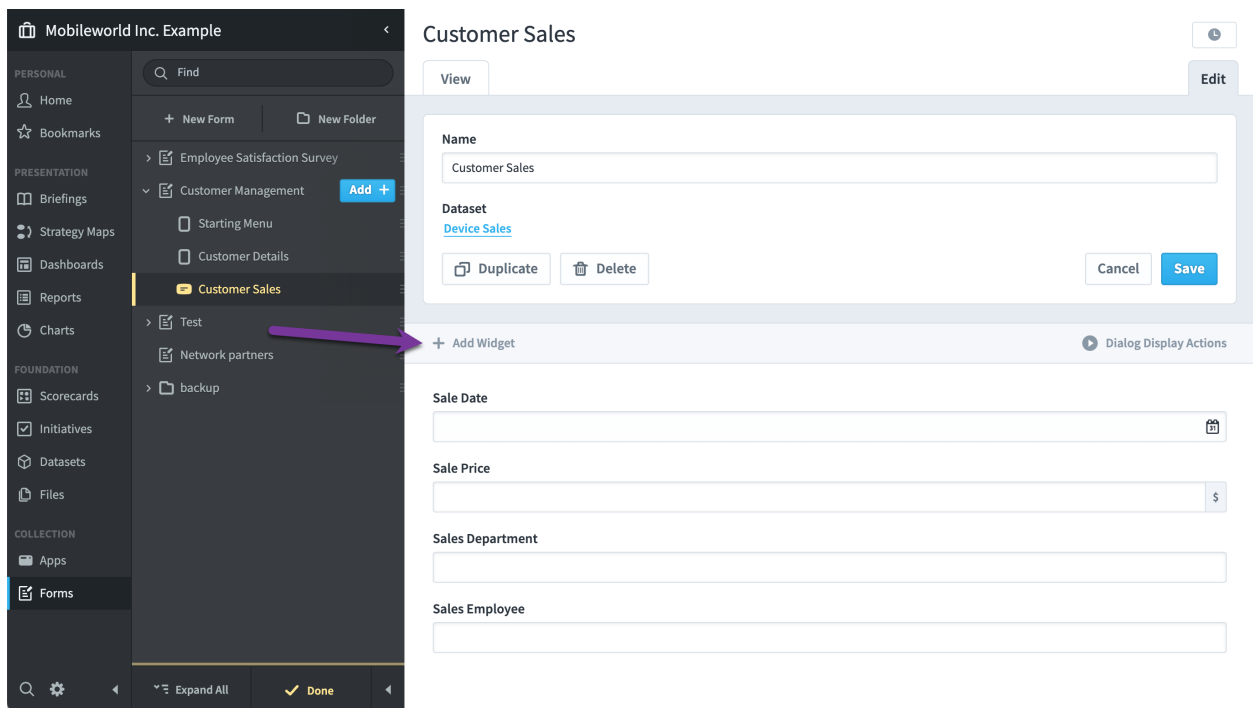 Mobileworld Inc. Example
PERSONAL
Home
Bookmarks
PRESENTATION
Briefings
Strategy Maps
Dashboards
Reports
Charts
FOUNDATION
Scorecards
Initiatives
Datasets
Files
COLLECTION
Apps
Forms
Find
New Form
New Folder
Employee Satisfaction Survey
Customer Management
Add +
Starting Menu
Customer Details
Customer Sales
Test
Network partners
backup
Expand All
Done
Customer Sales
View
Edit
Name
Customer Sales
Dataset
Device Sales
Duplicate
Delete
Cancel
Save
+ Add Widget
Dialog Display Actions
Sale Date
31
Sale Price
$
Sales Department
Sales Employee